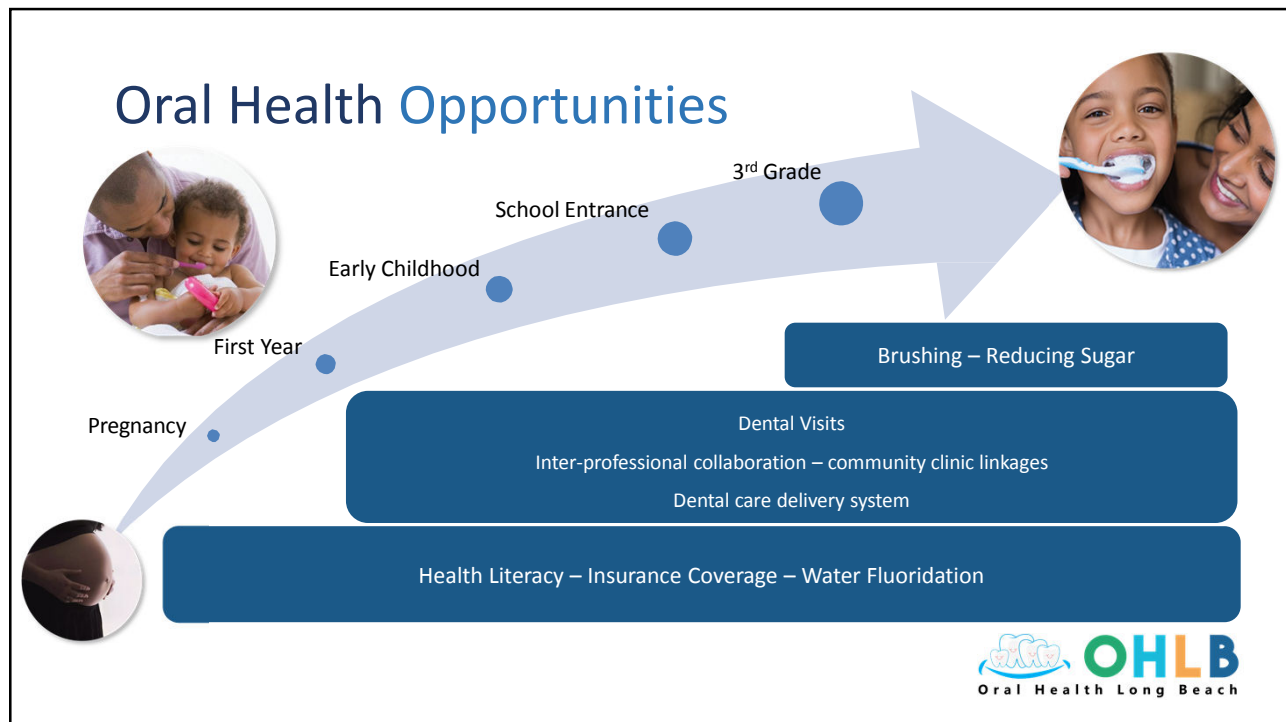 Oral Health Opportunities
3rd Grade
School Entrance
Early Childhood
First Year
Pregnancy
Brushing – Reducing Sugar
Dental Visits
Inter-professional collaboration – community clinic linkages
Dental care delivery system
Health Literacy – Insurance Coverage – Water Fluoridation
OHLB
Oral Health Long Beach